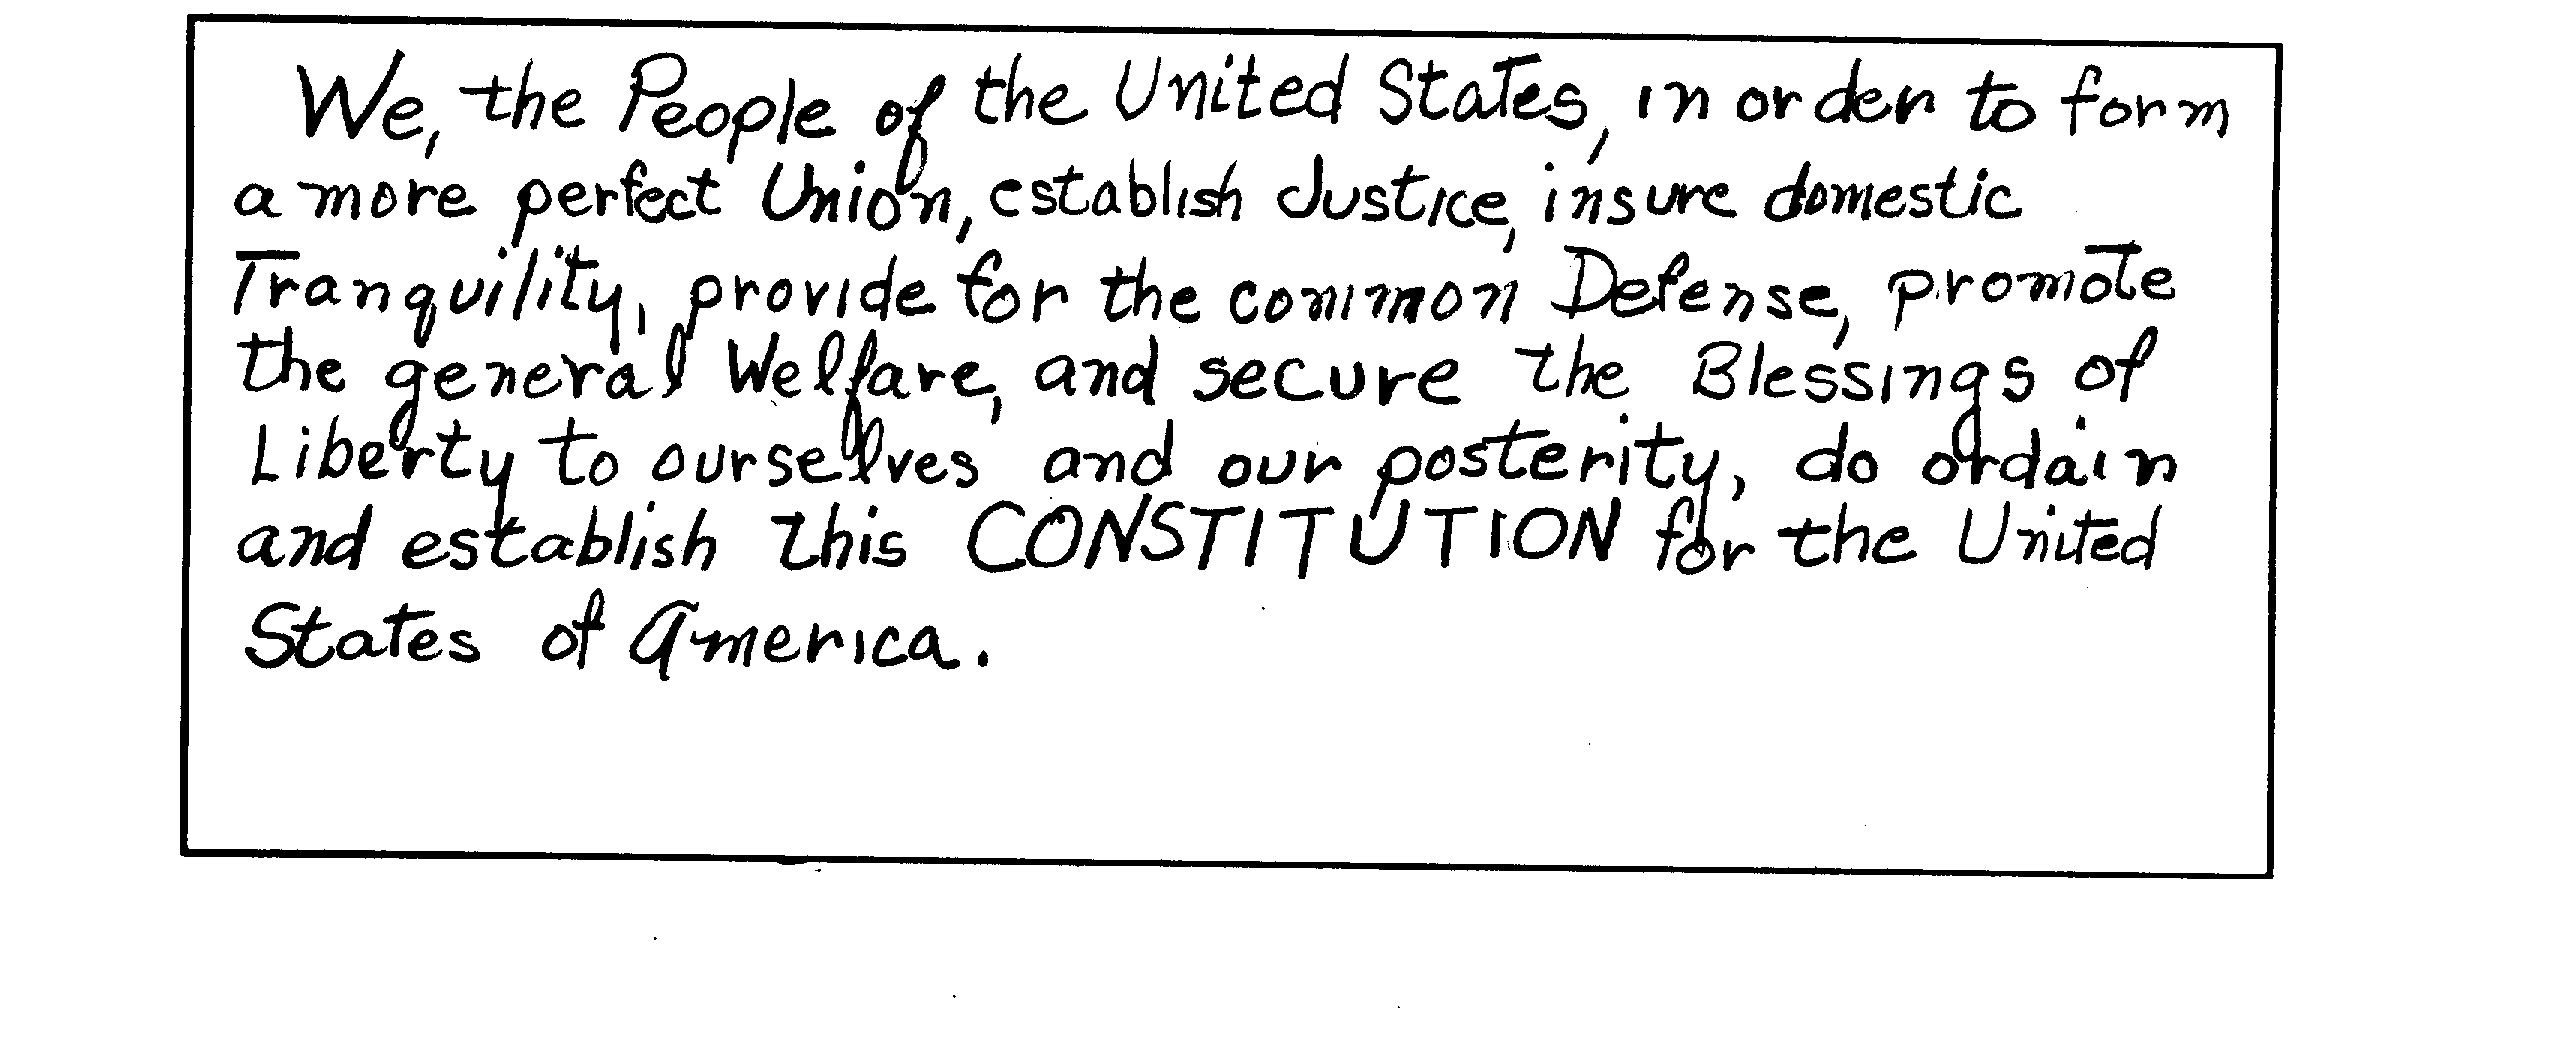 We, the People of the United States, in order to form
a more perfect Union, establish Justice, insure domestic
Tranquility, provide for the common Defense, promote
the general Welfare, and secure the Blessings of
Liberty to ourselves and our posterity, do ordain
and establish this CONSTITUTION for the United
States of America.